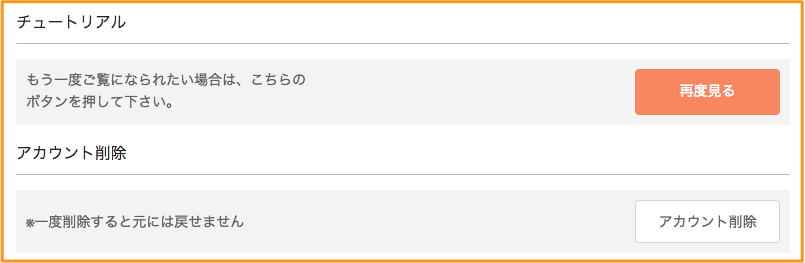 チュートリアル
もう一度ご覧になられたい場合は、こちらの
ボタンを押して下さい。
再度見る
アカウント削除
※一度削除すると元には戻せません
アカウント削除